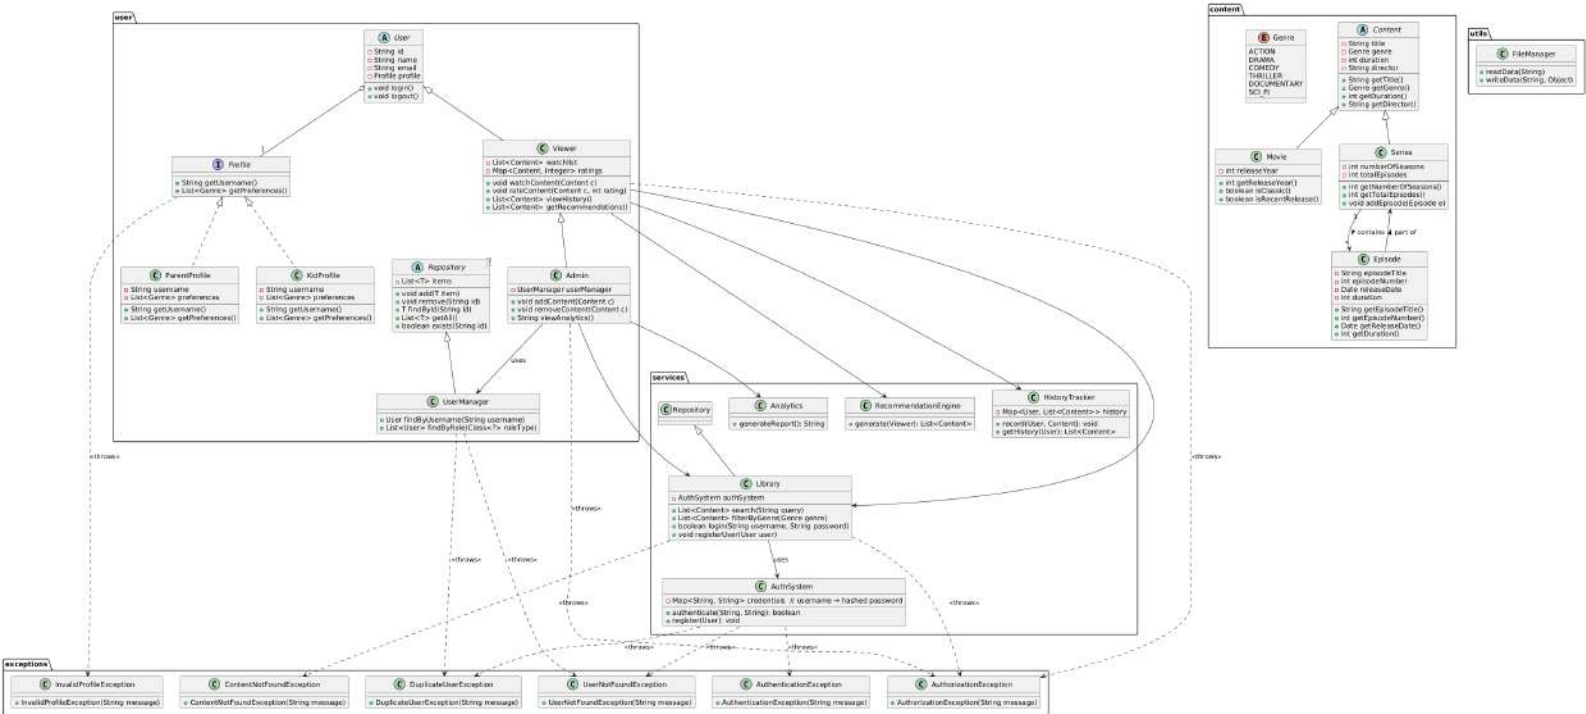 user
A User
String id
String name
String email
Profile profile
void login()
void logout()
1
I Profile
String getUsername()
List<Genre> getPreferences()
C Viewer
List<Content> watchlist
Map<Content, Integer> ratings
void watchContent(Content c)
void rateContent(Content c, int rating)
List<Content> viewHistory()
List<Content> getRecommendations()
C ParentProfile
String username
List<Genre> preferences
String getUsername()
List<Genre> getPreferences()
C KidProfile
String username
List<Genre> preferences
String getUsername()
List<Genre> getPreferences()
A Repository
T
List<T> items
void add(T item)
void remove(String id)
T findById(String id)
List<T> getAll()
boolean exists(String id)
C Admin
UserManager userManager
void addContent(Content c)
void removeContent(Content c)
String viewAnalytics()
uses
C UserManager
User findByUsername(String username)
List<User> findByRole(Class<?> roleType)
content
E Genre
ACTION
DRAMA
COMEDY
THRILLER
DOCUMENTARY
SCI_FI
A Content
String title
Genre genre
int duration
String director
String getTitle()
Genre getGenre()
int getDuration()
String getDirector()
C Movie
int releaseYear
int getReleaseYear()
boolean isClassic()
boolean isRecentRelease()
C Series
int numberOfSeasons
int totalEpisodes
int getNumberOfSeasons()
int getTotalEpisodes()
void addEpisode(Episode e)
contains
part of
C Episode
String episodeTitle
int episodeNumber
Date releaseDate
int duration
String getEpisodeTitle()
int getEpisodeNumber()
Date getReleaseDate()
int getDuration()
utils
C FileManager
readData(String)
writeData(String, Object)
services
C Repository
C Analytics
generateReport(): String
C RecommendationEngine
generate(Viewer): List<Content>
C HistoryTracker
Map<User, List<Content>> history
record(User, Content): void
getHistory(User): List<Content>
C Library
AuthSystem authSystem
List<Content> search(String query)
List<Content> filterByGenre(Genre genre)
boolean login(String username, String password)
void registerUser(User user)
uses
C AuthSystem
Map<String, String> credentials // username → hashed password
authenticate(String, String): boolean
register(User): void
«throws»
«throws»
«throws»
«throws»
«throws»
«throws»
«throws»
«throws»
«throws»
«throws»
exceptions
C InvalidProfileException
InvalidProfileException(String message)
C ContentNotFoundException
ContentNotFoundException(String message)
C DuplicateUserException
DuplicateUserException(String message)
C UserNotFoundException
UserNotFoundException(String message)
C AuthenticationException
AuthenticationException(String message)
C AuthorizationException
AuthorizationException(String message)